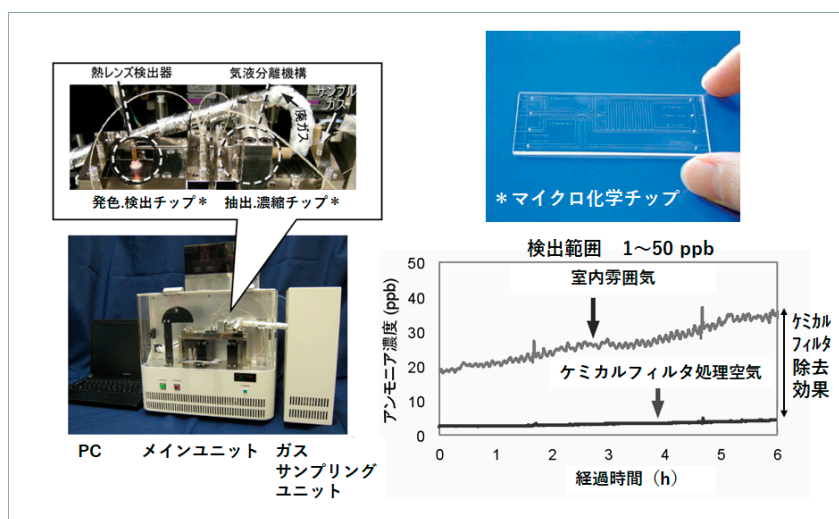 熱レンズ検出器
気液分離機構
サンプル
ガス
廃ガス
発色.検出チップ*
抽出.濃縮チップ*
*マイクロ化学チップ
PC
メインユニット
ガス
サンプリング
ユニット
検出範囲 1～50 ppb
アンモニア濃度 (ppb)
50
40
30
20
10
0
室内雰囲気
ケミカルフィルタ処理空気
ケミカル
フィルタ
除去
効果
0
1
2
3
4
5
6
経過時間（h）